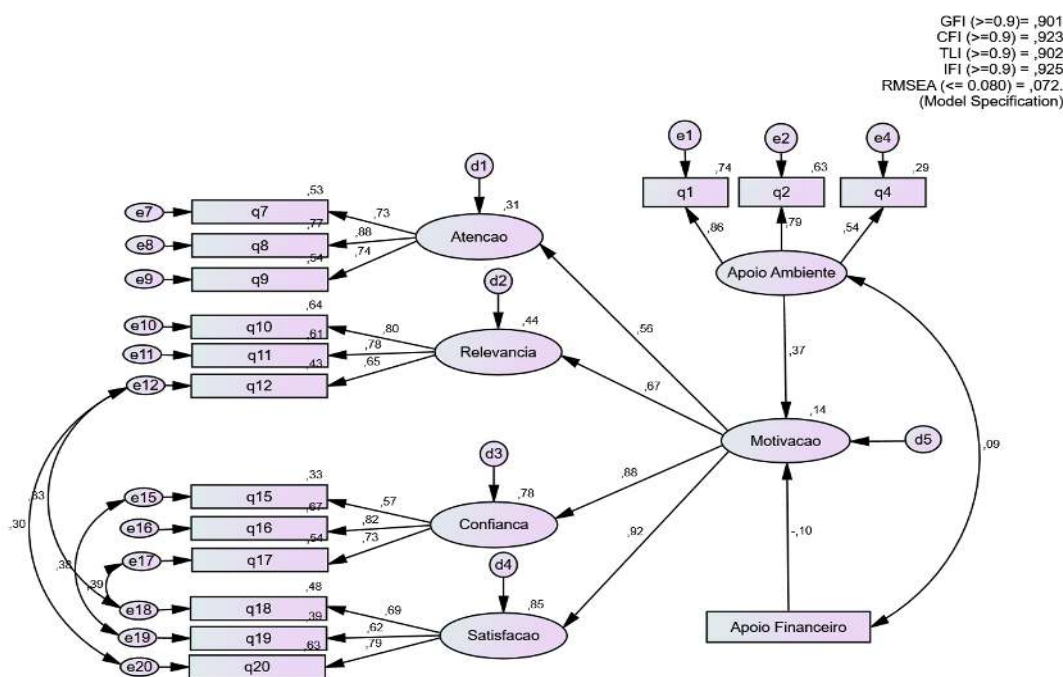 GFI (>=0.9)= ,901
CFI (>=0.9) = ,923
TLI (>=0.9) = ,902
IFI (>=0.9) = ,925
RMSEA (<= 0.080) = ,072.
(Model Specification)
e1
e2
e4
,74
,63
,29
q1
q2
q4
,86
,79
,54
Apoio Ambiente
d1
,53
,31
e7
q7
,73
Atencao
,77
e8
q8
,88
,54
e9
q9
,74
d2
,64
,44
e10
q10
,80
Relevancia
,61
e11
q11
,78
,43
e12
q12
,65
,56
,67
,37
,14
Motivacao
d5
,09
d3
,33
,78
e15
q15
,57
Confianca
,67
e16
q16
,82
,54
e17
q17
,73
,88
,92
-,10
d4
,48
,85
e18
q18
,69
Satisfacao
,39
e19
q19
,62
,63
e20
q20
,79
Apoio Financeiro
,33
,30
,38
,39